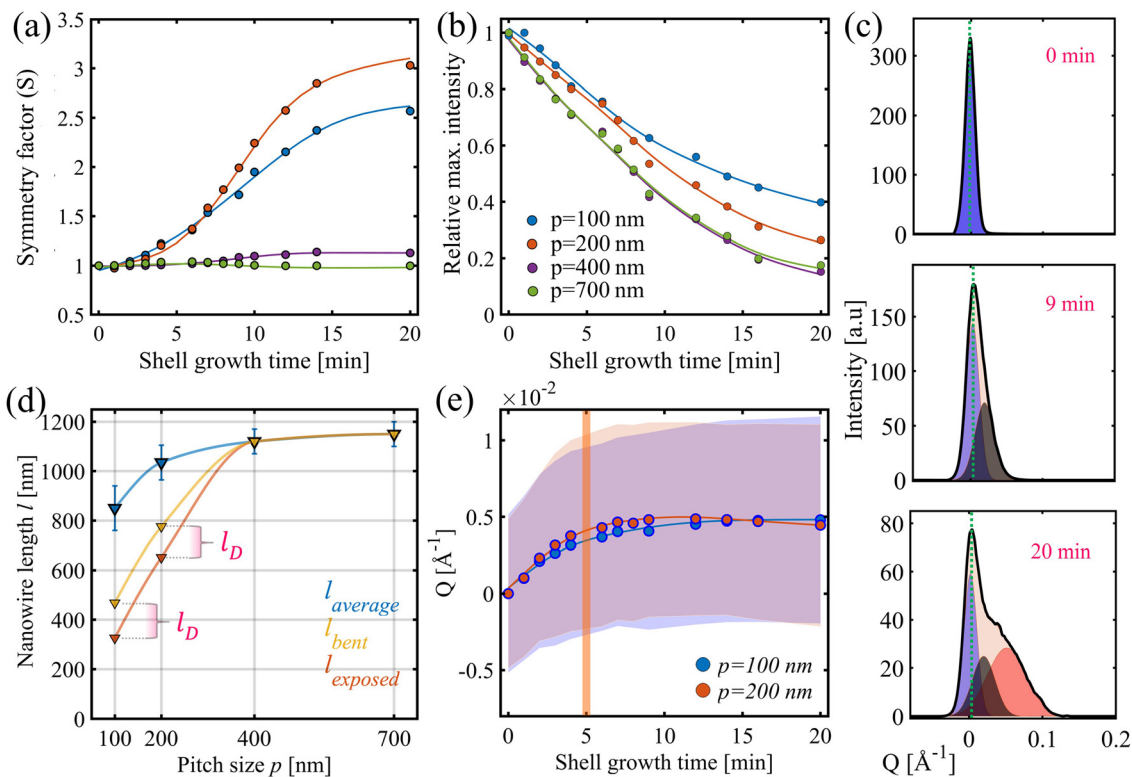 (a)
3.5
3
2.5
2
1.5
1
0.5
0 5 10 15 20
Symmetry factor (S)
Shell growth time [min]
(b)
1
0.8
0.6
0.4
0.2
0
0 5 10 15 20
Relative max. intensity
p=100 nm
p=200 nm
p=400 nm
p=700 nm
Shell growth time [min]
(c)
300
200
100
0
0 min
150
100
50
0
9 min
80
60
40
20
0
20 min
Intensity [a.u]
0 0.1 0.2
Q [Å⁻¹]
(d)
1200
1000
800
600
400
200
0
100 200 400 700
Nanowire length l [nm]
l_D
l_D
l_average
l_bent
l_exposed
Pitch size p [nm]
(e)
×10⁻²
1
0.5
0
-0.5
0 5 10 15 20
Q [Å⁻¹]
p=100 nm
p=200 nm
Shell growth time [min]